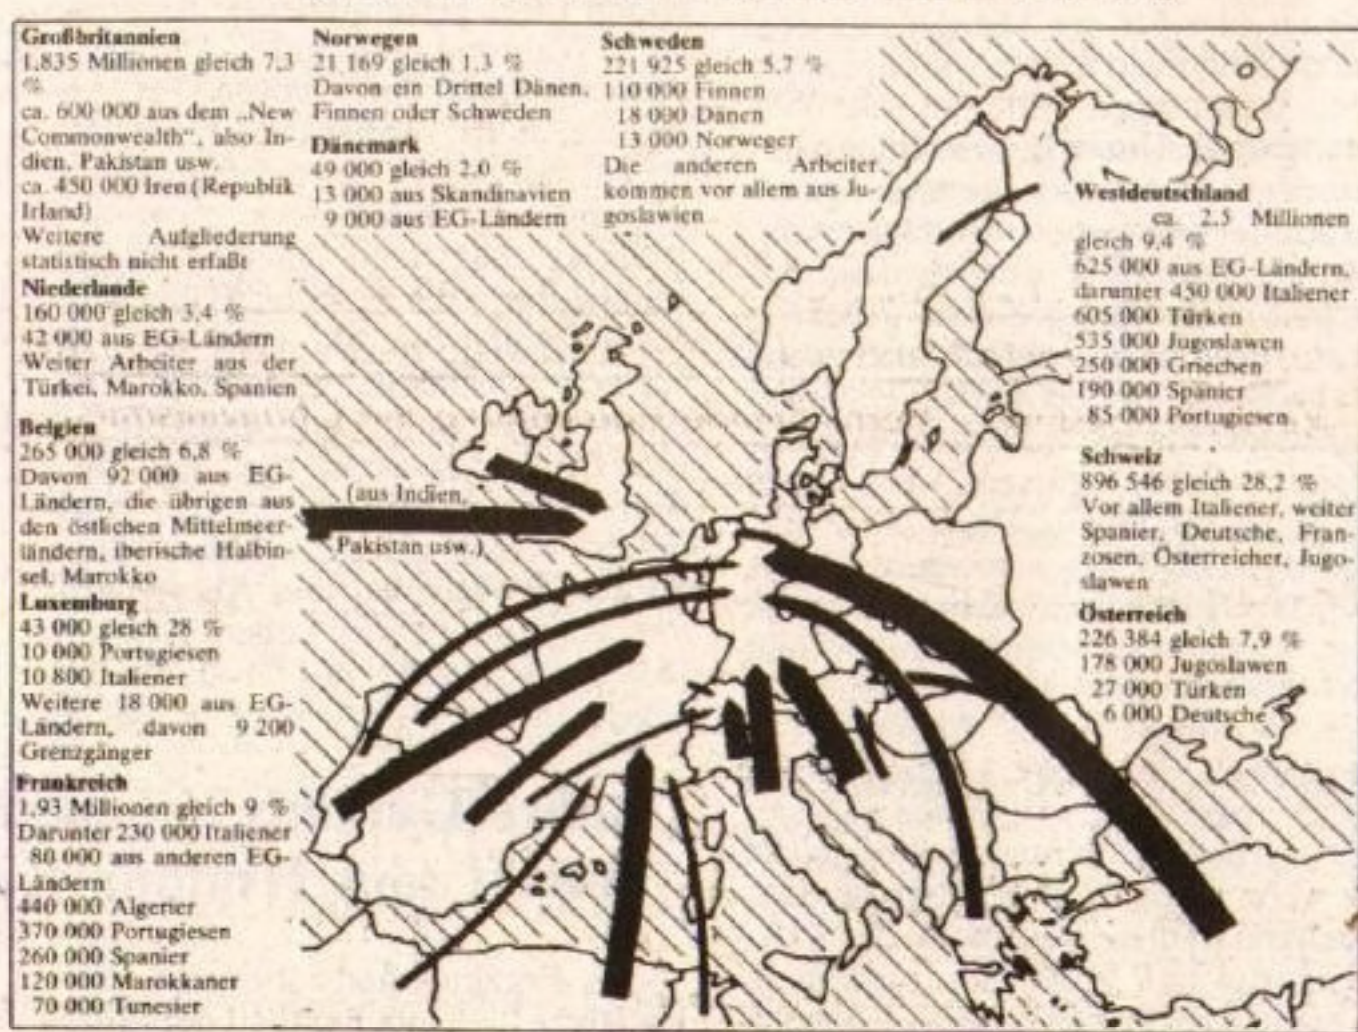 Großbritannien
1,835 Millionen gleich 7,3
%
ca. 600 000 aus dem „New
Commonwealth“, also In-
dien, Pakistan usw.
ca. 450 000 Iren (Republik
Irland)
Weitere Aufgliederung
statistisch nicht erfaßt
Niederlande
160 000 gleich 3,4 %
42 000 aus EG-Ländern
Weiter Arbeiter aus der
Türkei, Marokko, Spanien
Belgien
265 000 gleich 6,8 %
Davon 92 000 aus EG-
Ländern, die übrigen aus
den östlichen Mittelmeer-
ländern, iberische Halbin-
sel, Marokko
Luxemburg
43 000 gleich 28 %
10 000 Portugiesen
10 800 Italiener
Weitere 18 000 aus EG-
Ländern, davon 9 200
Grenzgänger
Frankreich
1,93 Millionen gleich 9 %
Darunter 230 000 Italiener
80 000 aus anderen EG-
Ländern
440 000 Algerier
370 000 Portugiesen
260 000 Spanier
120 000 Marokkaner
70 000 Tunesier
Norwegen
21 169 gleich 1,3 %
Davon ein Drittel Dänen,
Finnen oder Schweden
Dänemark
49 000 gleich 2,0 %
13 000 aus Skandinavien
9 000 aus EG-Ländern
Schweden
221 925 gleich 5,7 %
110 000 Finnen
18 000 Dänen
13 000 Norweger
Die anderen Arbeiter
kommen vor allem aus Ju-
goslawien
(aus Indien,
Pakistan usw.)
Westdeutschland
ca. 2,5 Millionen
gleich 9,4 %
625 000 aus EG-Ländern,
darunter 450 000 Italiener
605 000 Türken
535 000 Jugoslawen
250 000 Griechen
190 000 Spanier
85 000 Portugiesen
Schweiz
896 546 gleich 28,2 %
Vor allem Italiener, weiter
Spanier, Deutsche, Fran-
zosen, Österreicher, Jugo-
slawen
Österreich
226 384 gleich 7,9 %
178 000 Jugoslawen
27 000 Türken
6 000 Deutsche